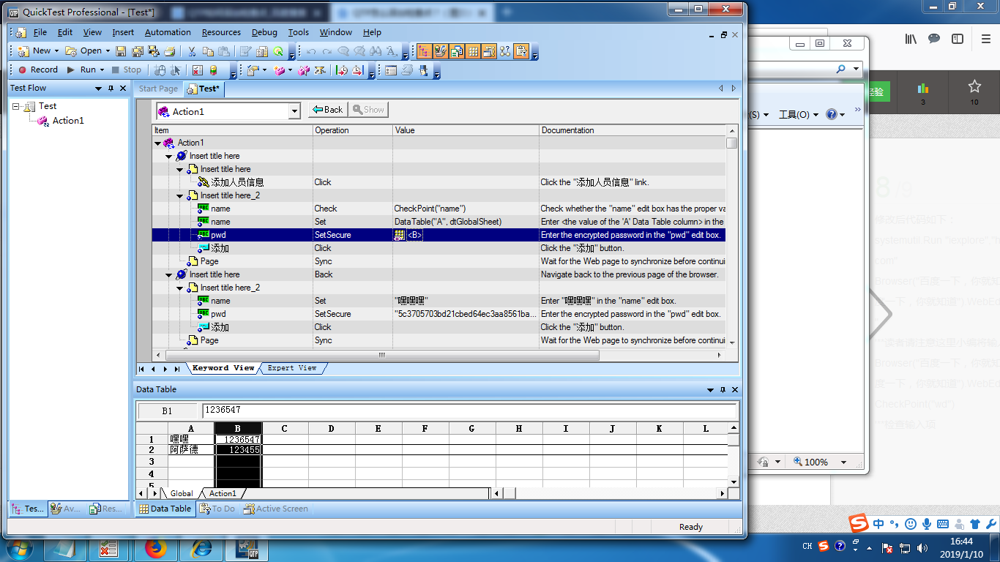 QuickTest Professional - [Test*]
File Edit View Insert Automation Resources Debug Tools Window Help
New Open
Record Run Stop
Test Flow
Test
Action1
Start Page Test*
Action1 Back Show
Item Operation Value Documentation
Action1
Insert title here
Insert title here
添加人员信息 Click Click the "添加人员信息" link.
Insert title here_2
name Check CheckPoint("name") Check whether the "name" edit box has the proper va
name Set DataTable("A", dtGlobalSheet) Enter <the value of the 'A' Data Table column> in the
pwd SetSecure <B> Enter the encrypted password in the "pwd" edit box.
添加 Click Click the "添加" button.
Page Sync Wait for the Web page to synchronize before continui
Insert title here Back Navigate back to the previous page of the browser.
Insert title here_2
name Set "嘿嘿嘿" Enter "嘿嘿嘿" in the "name" edit box.
pwd SetSecure "5c3705703bd21cbed64ec3aa8561ba... Enter the encrypted password in the "pwd" edit box.
添加 Click Click the "添加" button.
Page Sync Wait for the Web page to synchronize before continui
Keyword View Expert View
Data Table
B1 1236547
A B C D E F G H I J K L
1 嘿嘿 1236547
2 阿萨德 123455
3
4
5
Global Action1
Tes... Av... Res...
Data Table To Do Active Screen
Ready
(S) 工具(O)
经验
3 10
8 /9
修改后代码如下：
systemutil.Run "iexplore" "h
com"
Browser("百度一下，你就知
度一下，你就知道").WebEd
Browser("百度一下，你就知
度一下，你就知道").WebEd
CheckPoint("wd")
'''检查输入项
100%
中
CH
16:44
2019/1/10
QTP